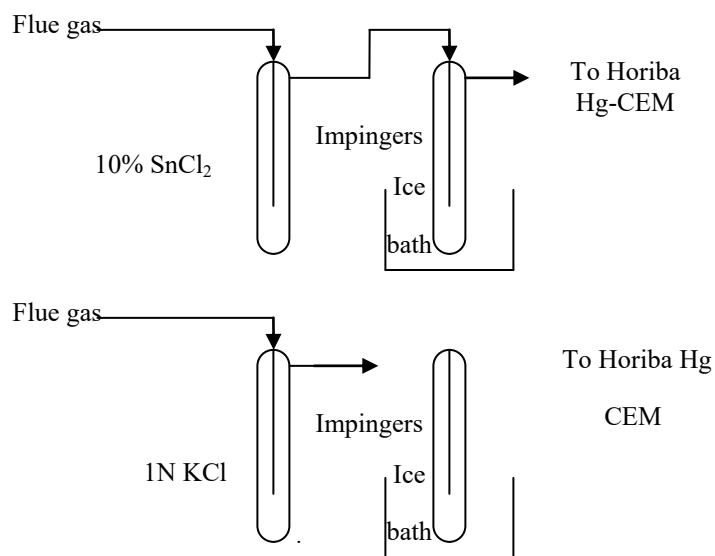 Flue gas
To Horiba
Hg-CEM
Impingers
10% SnCl₂
Ice
bath
Flue gas
To Horiba Hg
CEM
Impingers
1N KCl
Ice
bath
.